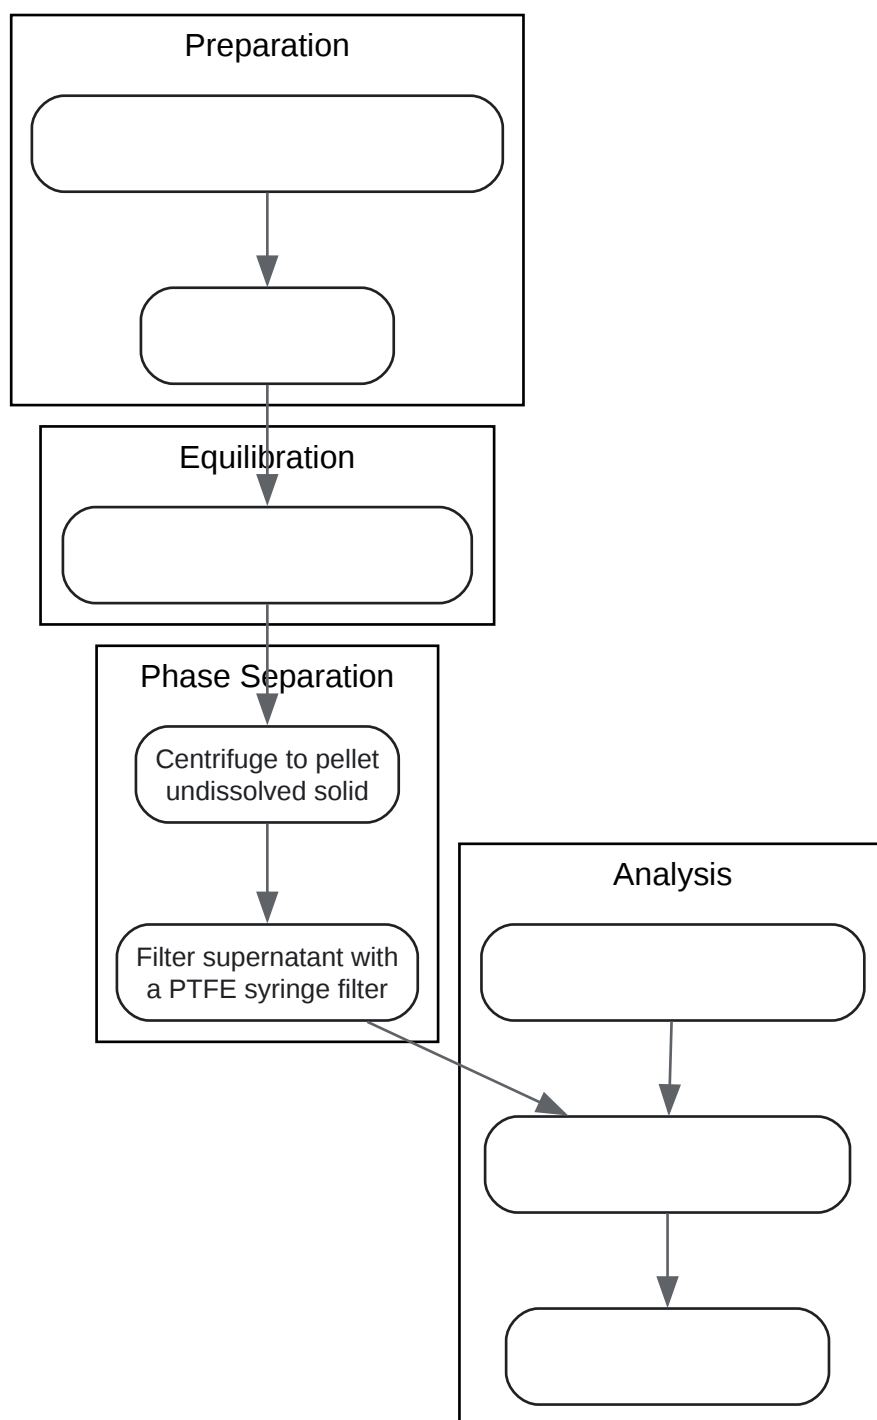 Preparation
Equilibration
Phase Separation
Centrifuge to pellet
undissolved solid
Analysis
Filter supernatant with
a PTFE syringe filter